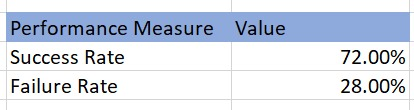 Performance Measure Value
Success Rate 72.00%
Failure Rate 28.00%